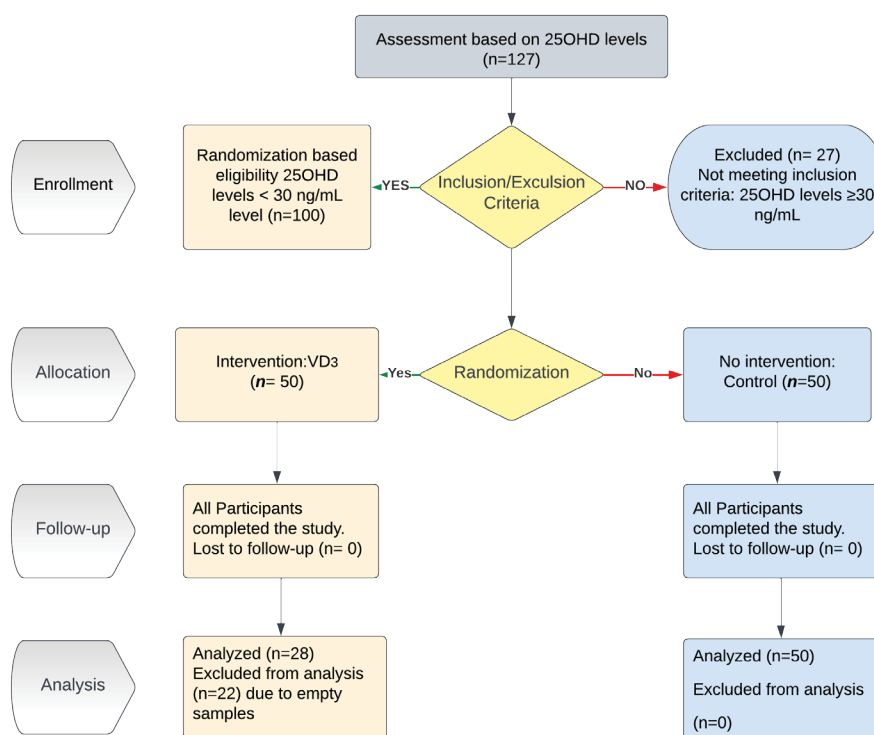 Assessment based on 25OHD levels
(n=127)
Enrollment
Randomization based
eligibility 25OHD
levels < 30 ng/mL
level (n=100)
YES
Inclusion/Exculsion
Criteria
NO
Excluded (n= 27)
Not meeting inclusion
criteria: 25OHD levels ≥30
ng/mL
Allocation
Intervention:VD3
(n= 50)
Yes
Randomization
No
No intervention:
Control (n=50)
Follow-up
All Participants
completed the study.
Lost to follow-up (n= 0)
All Participants
completed the study.
Lost to follow-up (n= 0)
Analysis
Analyzed (n=28)
Excluded from analysis
(n=22) due to empty
samples
Analyzed (n=50)
Excluded from analysis
(n=0)